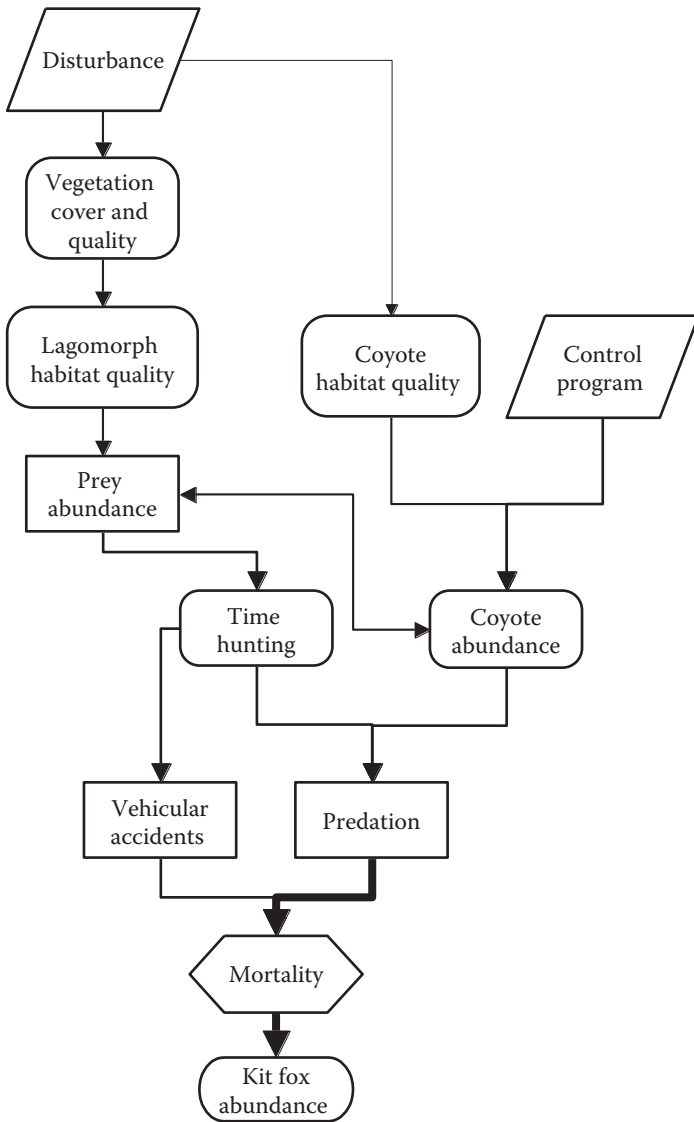 Disturbance
Vegetation
cover and
quality
Lagomorph
habitat quality
Coyote
habitat quality
Control
program
Prey
abundance
Time
hunting
Coyote
abundance
Vehicular
accidents
Predation
Mortality
Kit fox
abundance